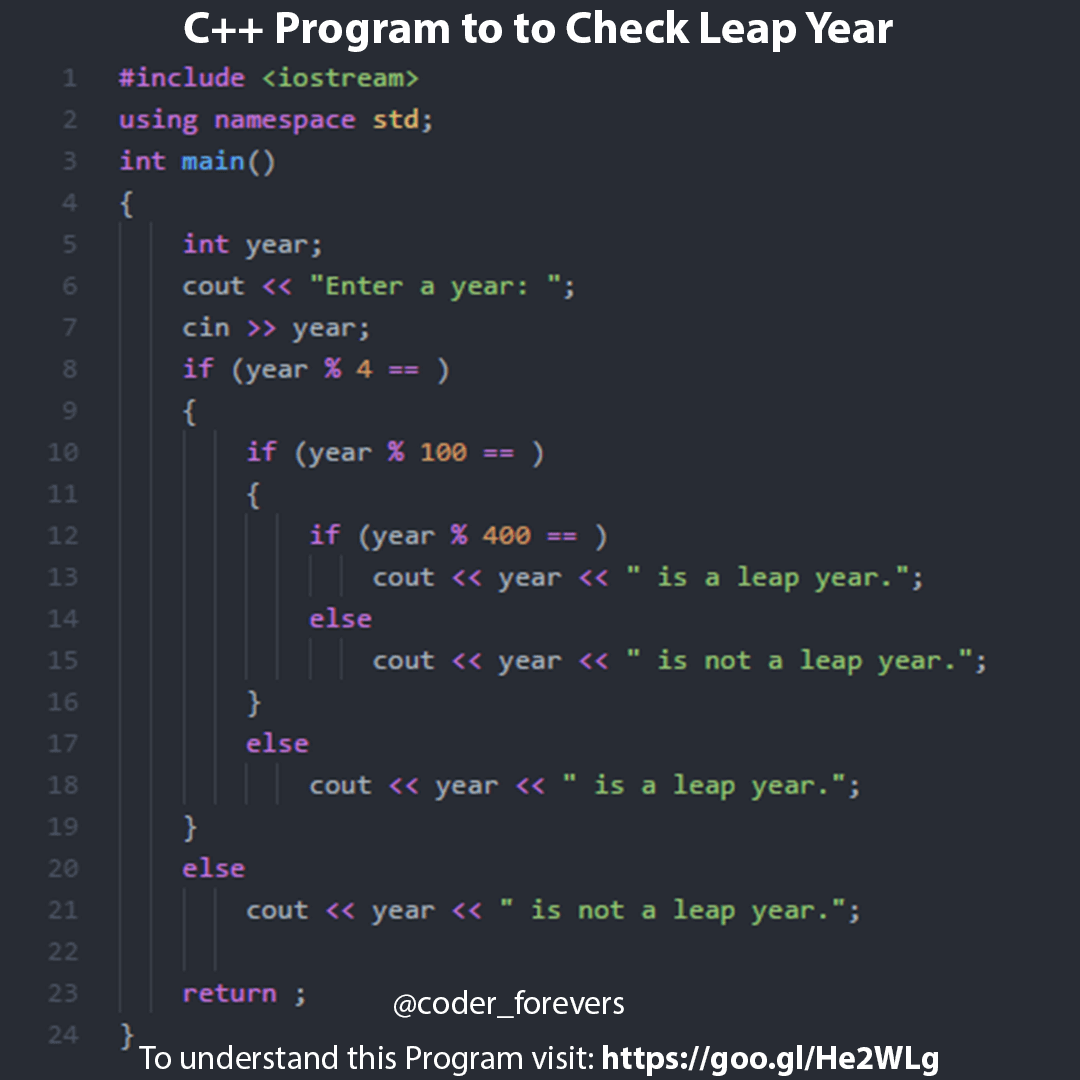 C++ Program to to Check Leap Year
1 #include <iostream>
2 using namespace std;
3 int main()
4 {
5 int year;
6 cout << "Enter a year: ";
7 cin >> year;
8 if (year % 4 == )
9 {
10 if (year % 100 == )
11 {
12 if (year % 400 == )
13 cout << year << " is a leap year.";
14 else
15 cout << year << " is not a leap year.";
16 }
17 else
18 cout << year << " is a leap year.";
19 }
20 else
21 cout << year << " is not a leap year.";
22
23 return ;
@coder_forevers
24 }
To understand this Program visit: https://goo.gl/He2WLg